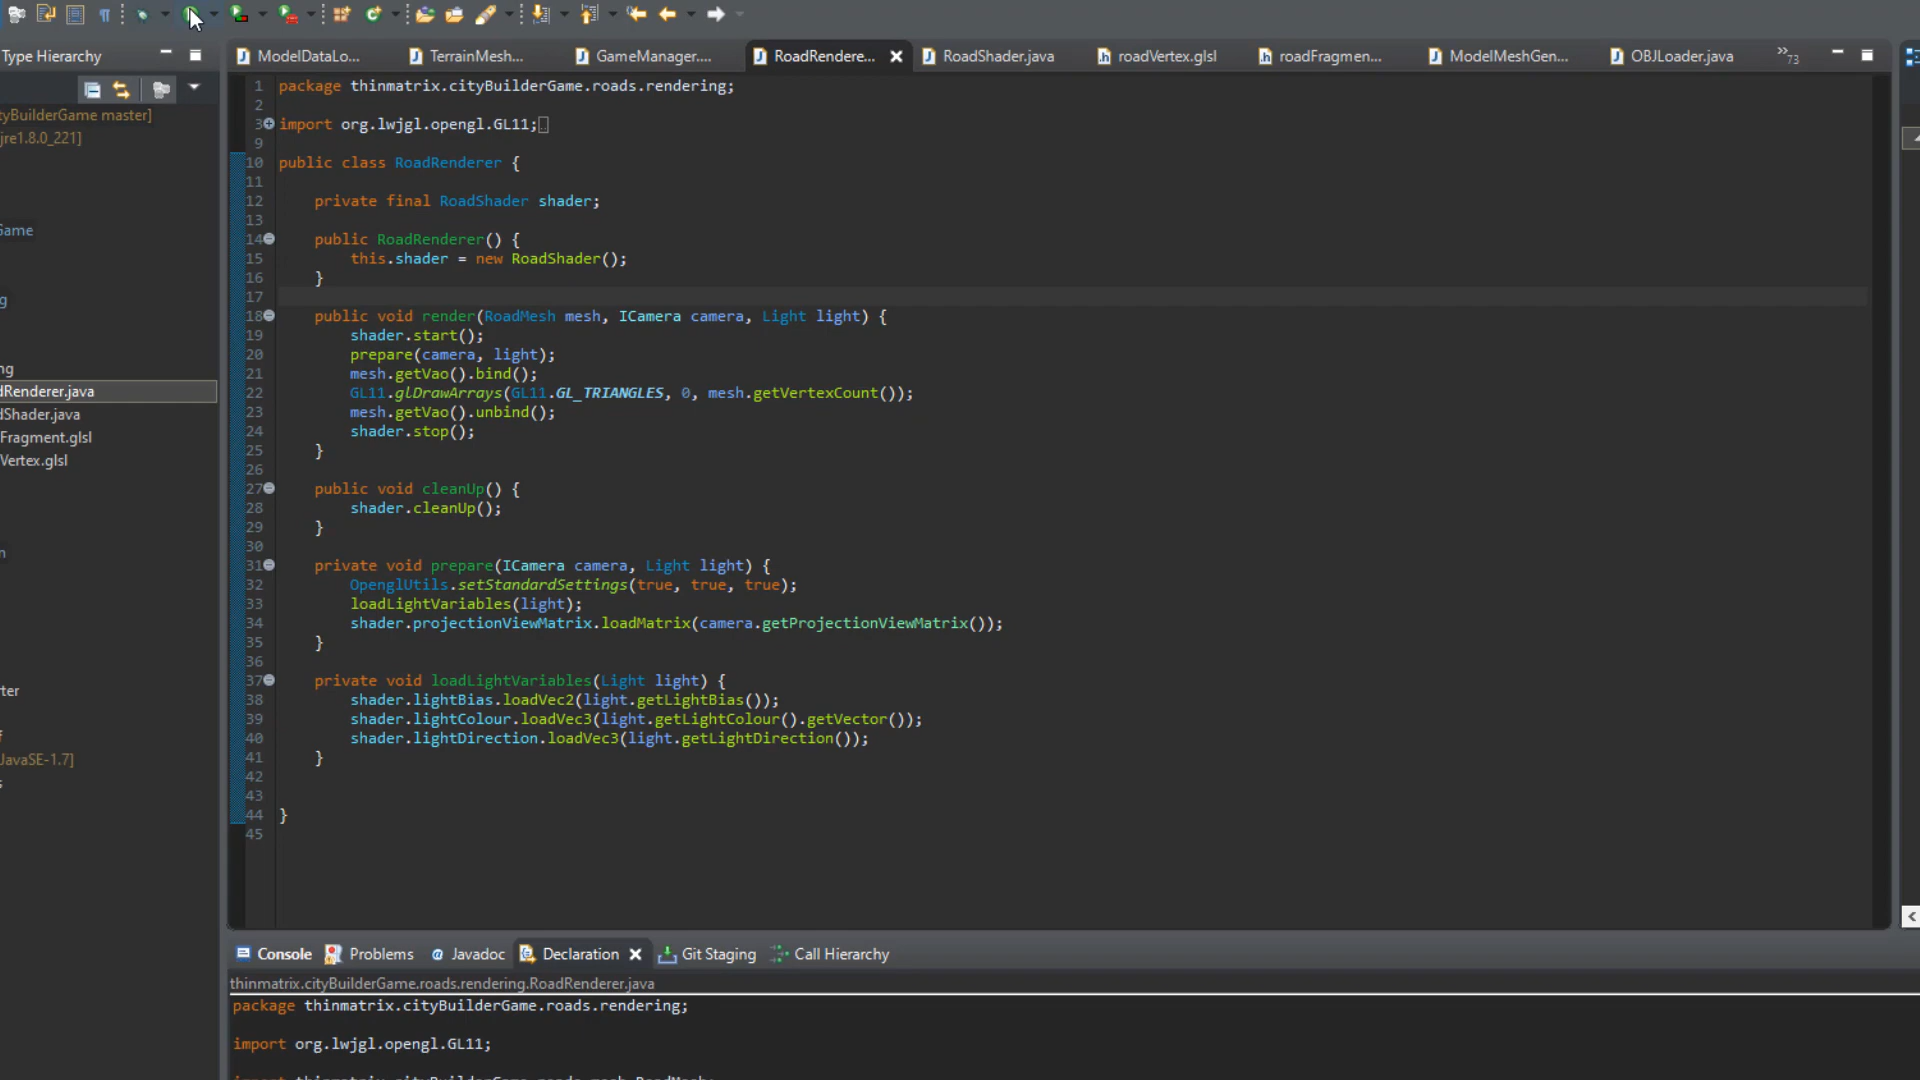 Type Hierarchy
ModelDataLo...
TerrainMesh...
GameManager....
RoadRendere...
RoadShader.java
roadVertex.glsl
roadFragmen...
ModelMeshGen...
OBJLoader.java
»73
tyBuilderGame master]
jre1.8.0_221]
Game
g
ng
dRenderer.java
dShader.java
Fragment.glsl
Vertex.glsl
n
ter
f
JavaSE-1.7]
s
1 package thinmatrix.cityBuilderGame.roads.rendering;
2
3 import org.lwjgl.opengl.GL11;
9
10 public class RoadRenderer {
11
12 private final RoadShader shader;
13
14 public RoadRenderer() {
15 this.shader = new RoadShader();
16 }
17
18 public void render(RoadMesh mesh, ICamera camera, Light light) {
19 shader.start();
20 prepare(camera, light);
21 mesh.getVao().bind();
22 GL11.glDrawArrays(GL11.GL_TRIANGLES, 0, mesh.getVertexCount());
23 mesh.getVao().unbind();
24 shader.stop();
25 }
26
27 public void cleanUp() {
28 shader.cleanUp();
29 }
30
31 private void prepare(ICamera camera, Light light) {
32 OpenglUtils.setStandardSettings(true, true, true);
33 loadLightVariables(light);
34 shader.projectionViewMatrix.loadMatrix(camera.getProjectionViewMatrix());
35 }
36
37 private void loadLightVariables(Light light) {
38 shader.lightBias.loadVec2(light.getLightBias());
39 shader.lightColour.loadVec3(light.getLightColour().getVector());
40 shader.lightDirection.loadVec3(light.getLightDirection());
41 }
42
43
44 }
45
Console
Problems
@ Javadoc
Declaration
Git Staging
Call Hierarchy
thinmatrix.cityBuilderGame.roads.rendering.RoadRenderer.java
package thinmatrix.cityBuilderGame.roads.rendering;
import org.lwjgl.opengl.GL11;
import thinmatrix.cityBuilderGame.roads.mesh.RoadMesh;